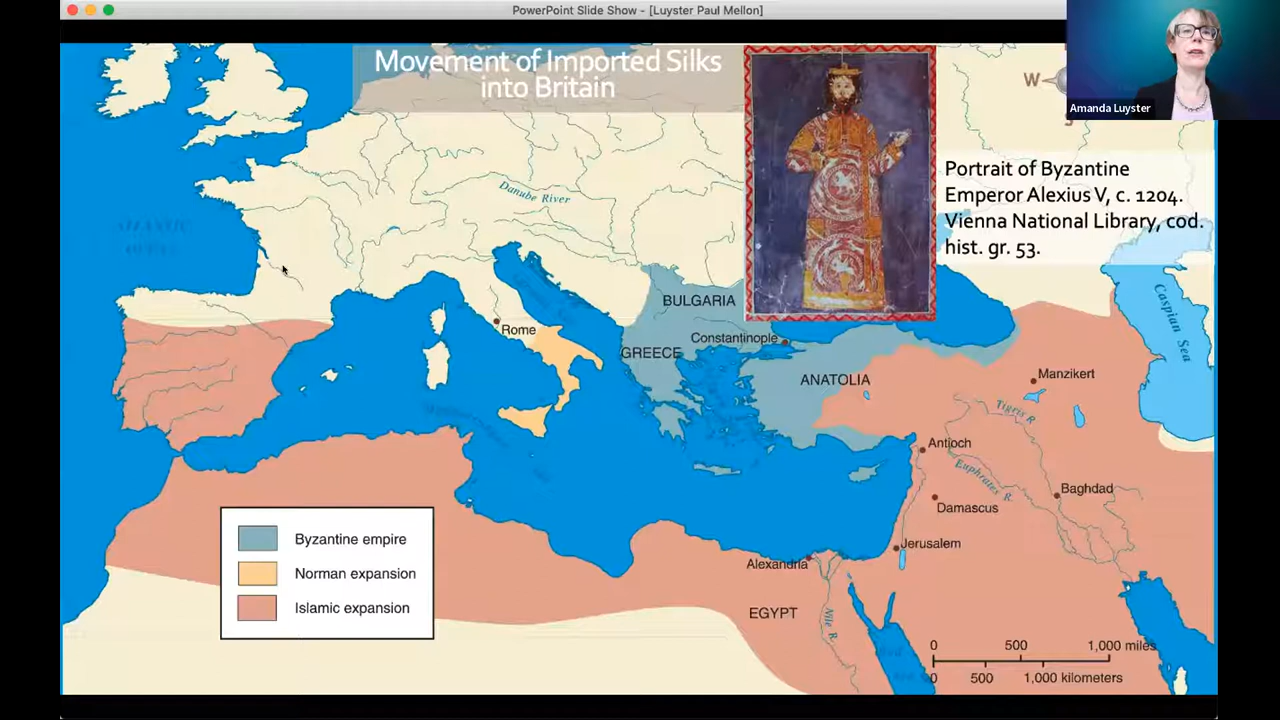 PowerPoint Slide Show - [Luyster Paul Mellon]
Movement of Imported Silks
into Britain
W
Amanda Luyster
Portrait of Byzantine
Emperor Alexius V, c. 1204.
Vienna National Library, cod.
hist. gr. 53.
Danube River
ATLANTIC
OCEAN
Caspian Sea
BULGARIA
Rome
Constantinople
GREECE
ANATOLIA
Manzikert
Tigris R.
Antioch
Euphrates R.
Baghdad
Damascus
Jerusalem
Alexandria
EGYPT
Nile R.
Byzantine empire
Norman expansion
Islamic expansion
0 500 1,000 miles
0 500 1,000 kilometers